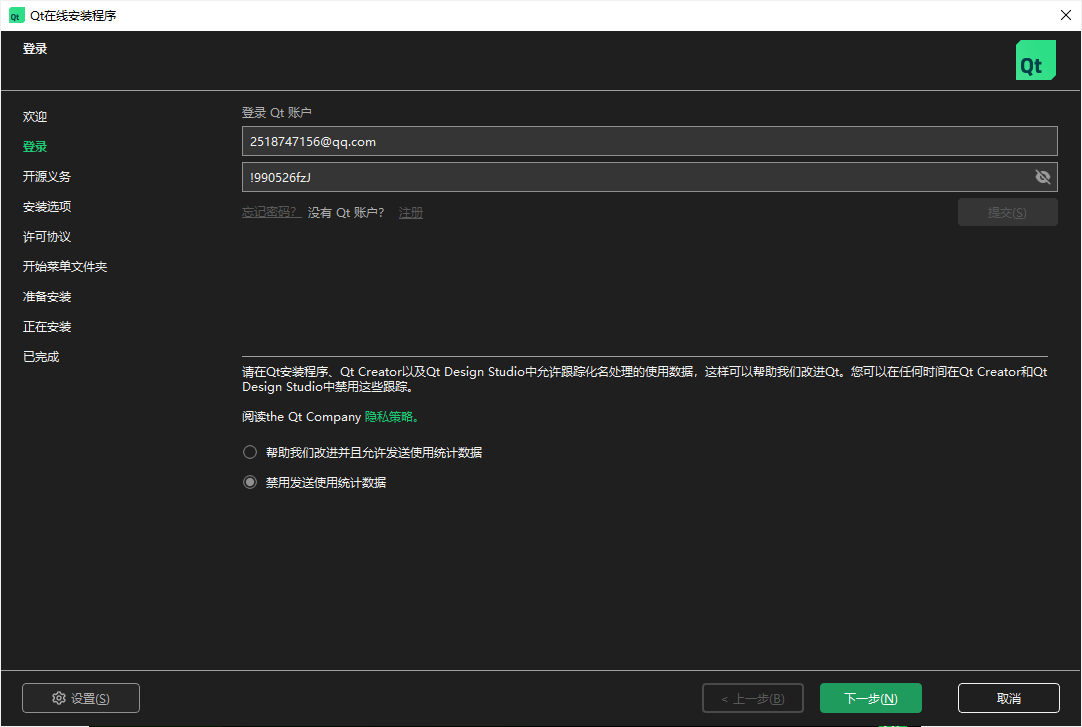 Qt在线安装程序
登录
Qt
欢迎
登录
开源义务
安装选项
许可协议
开始菜单文件夹
准备安装
正在安装
已完成
登录 Qt 账户
2518747156@qq.com
!990526fzJ
忘记密码? 没有 Qt 账户? 注册
提交(S)
请在Qt安装程序、Qt Creator以及Qt Design Studio中允许跟踪化名处理的使用数据，这样可以帮助我们改进Qt。您可以在任何时间在Qt Creator和Qt
Design Studio中禁用这些跟踪。
阅读the Qt Company 隐私策略。
帮助我们改进并且允许发送使用统计数据
禁用发送使用统计数据
设置(S)
< 上一步(B)
下一步(N)
取消